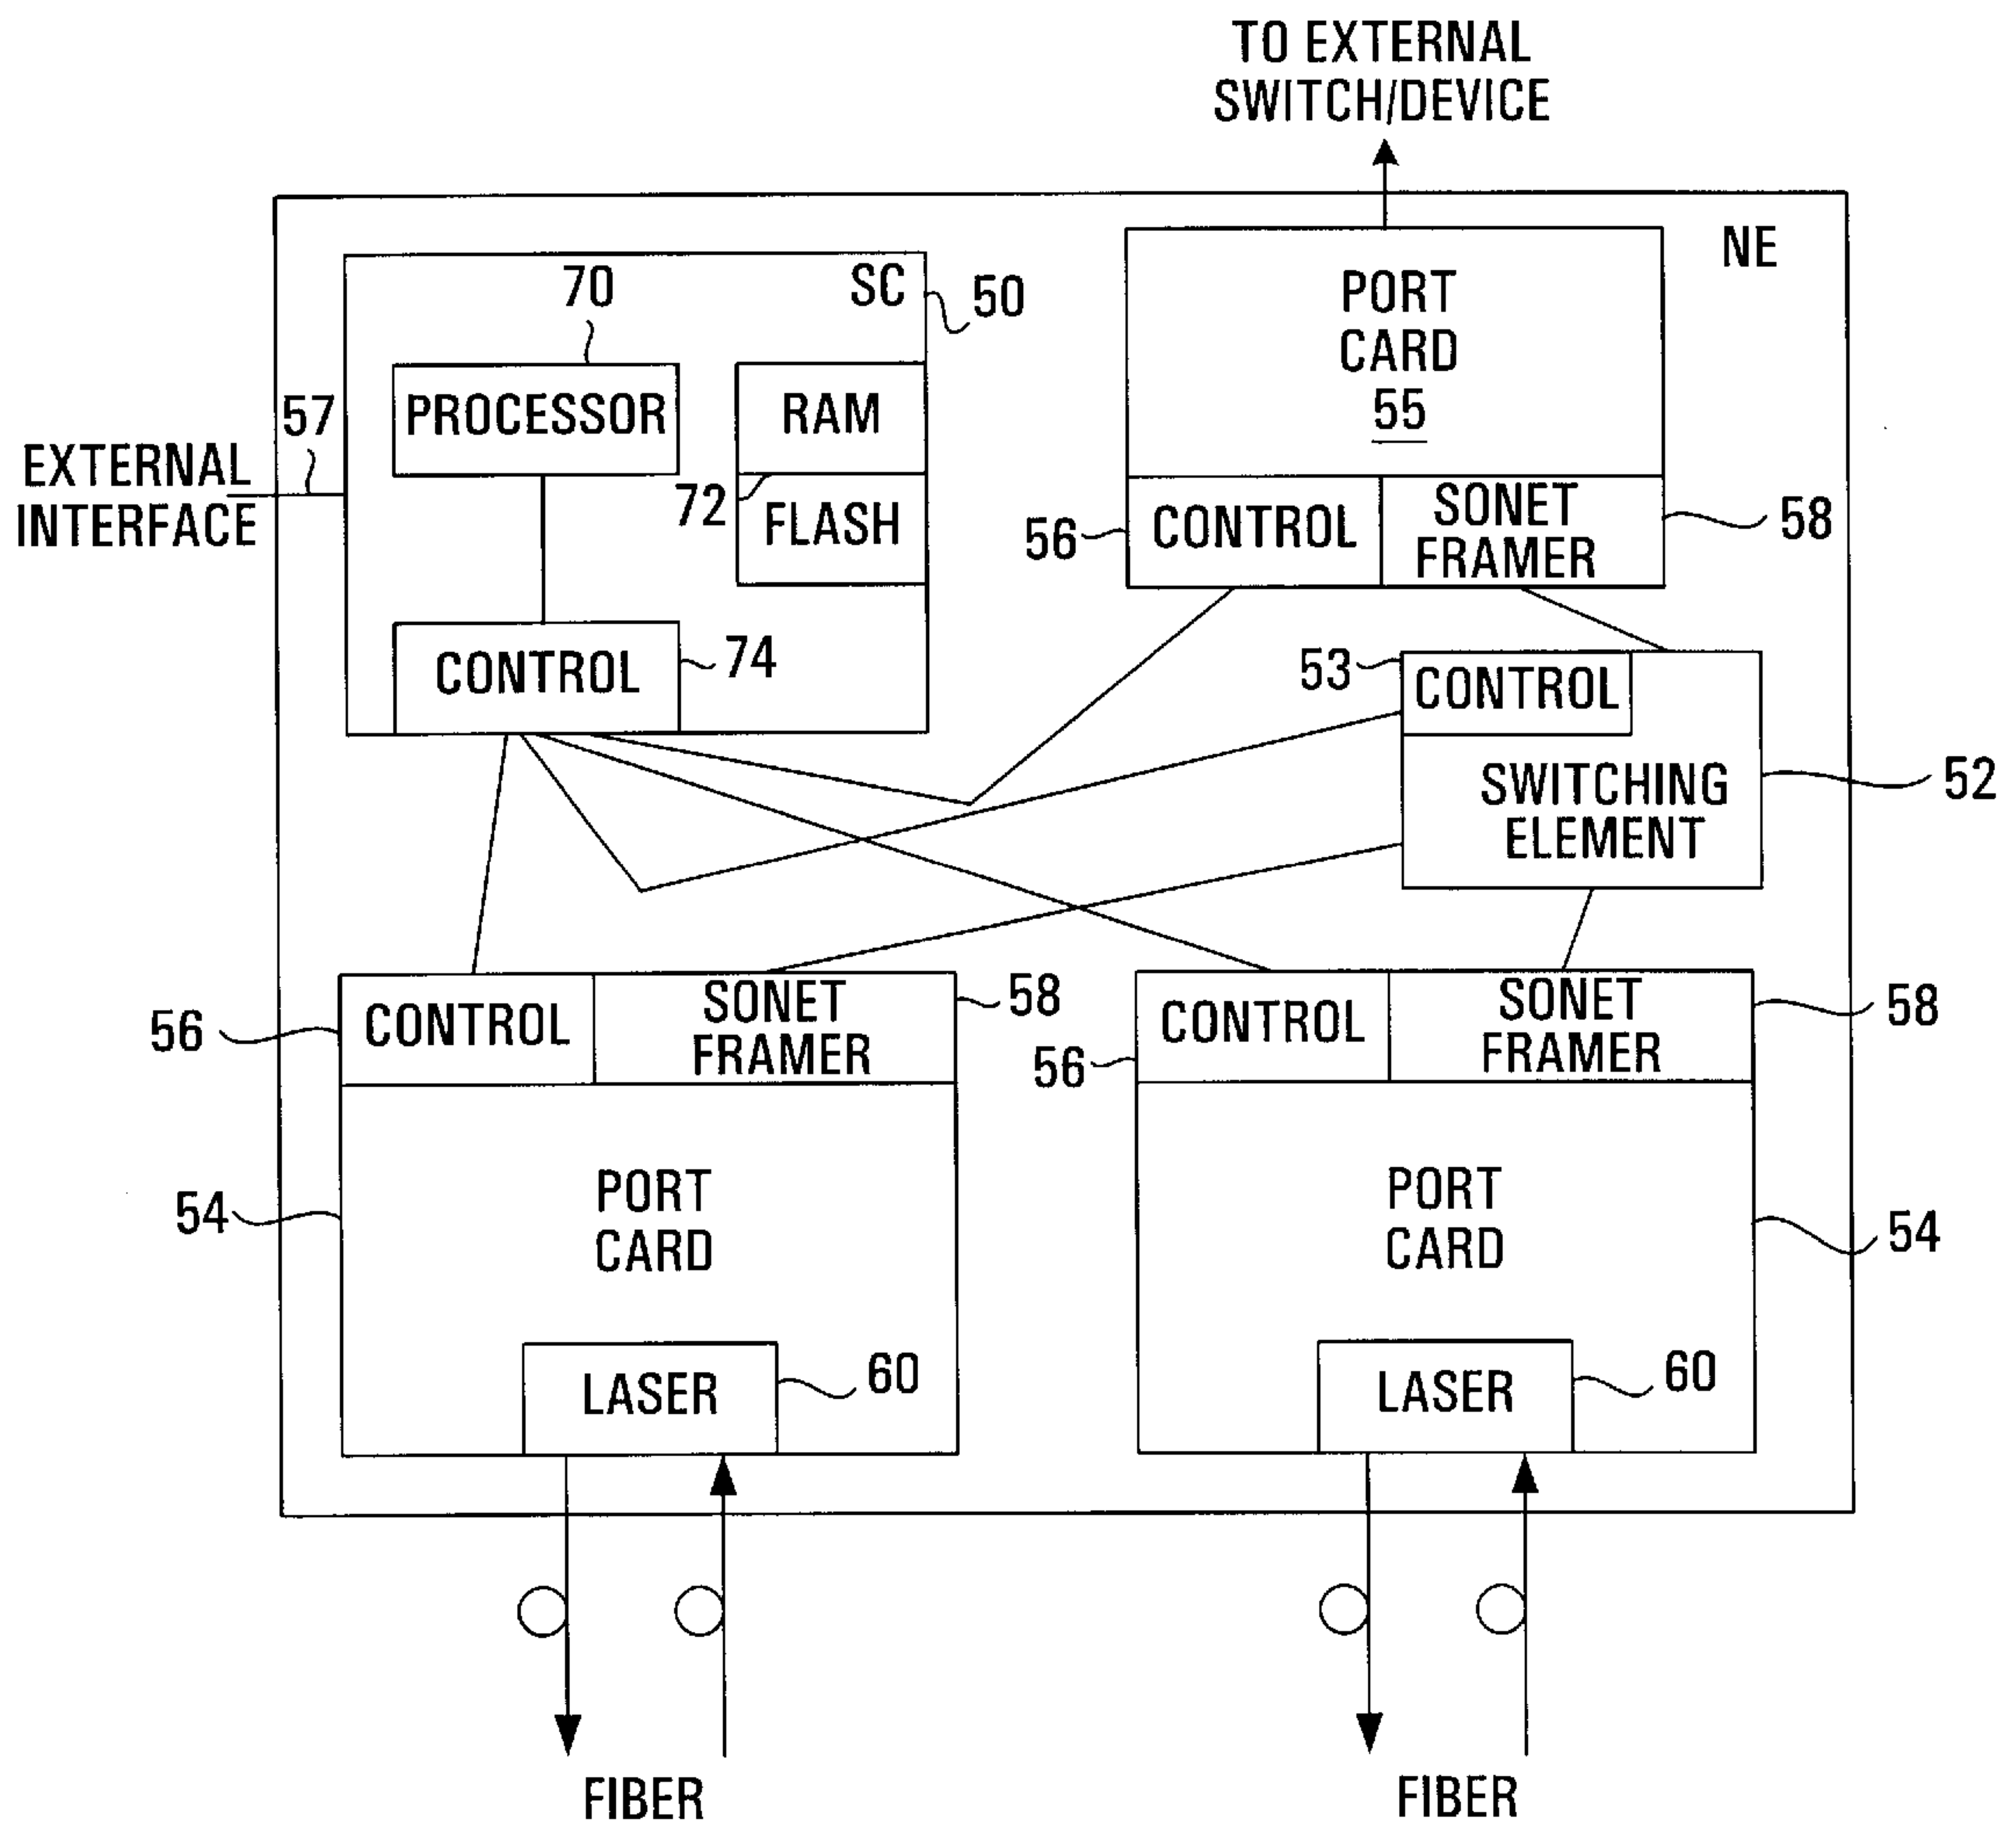 TO EXTERNAL
SWITCH/DEVICE
NE
SC
50
70
PROCESSOR
RAM
72
FLASH
57
EXTERNAL
INTERFACE
CONTROL
74
PORT
CARD
55
56
CONTROL
SONET
FRAMER
58
53
CONTROL
SWITCHING
ELEMENT
52
56
CONTROL
SONET
FRAMER
58
54
PORT
CARD
LASER
60
56
CONTROL
SONET
FRAMER
58
PORT
CARD
54
LASER
60
FIBER
FIBER